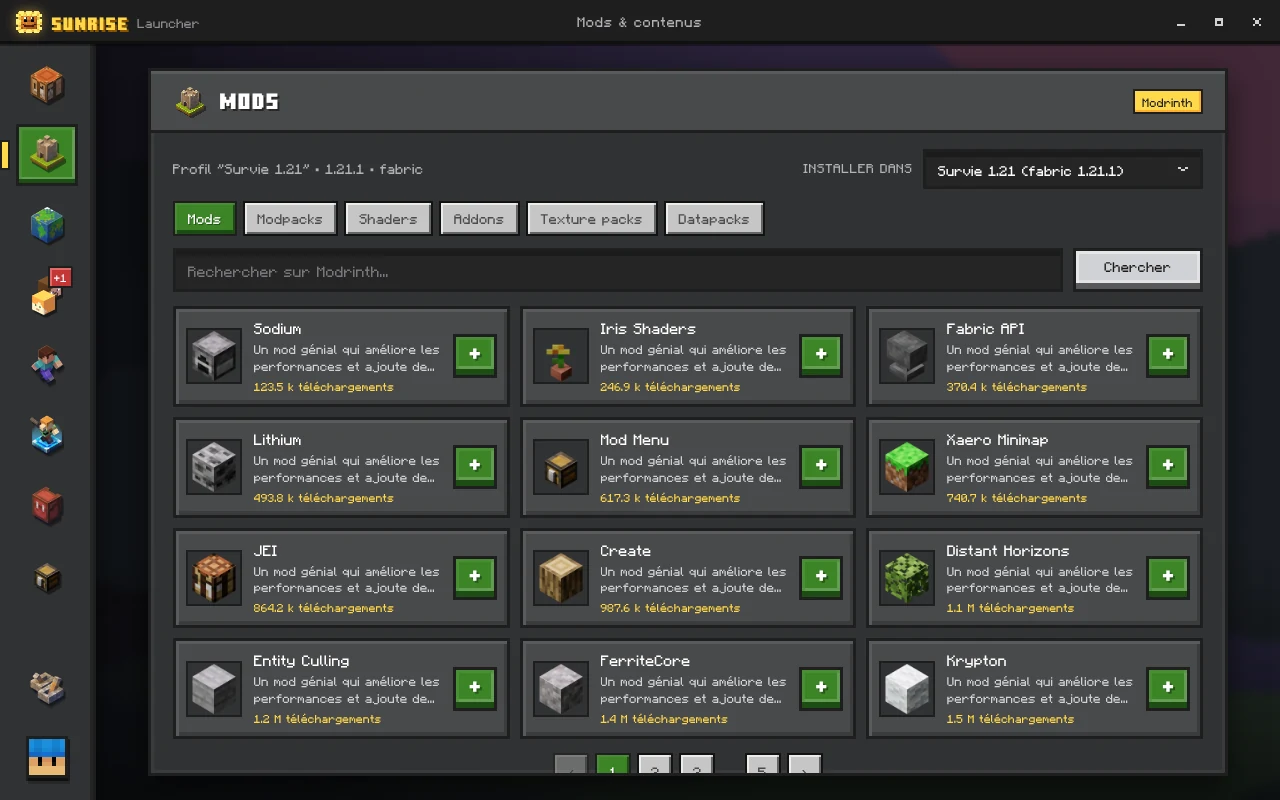 SUNRISE Launcher
Mods & contenus
MODS
Modrinth
Profil "Survie 1.21" • 1.21.1 • fabric
INSTALLER DANS
Survie 1.21 (fabric 1.21.1)
Mods
Modpacks
Shaders
Addons
Texture packs
Datapacks
Rechercher sur Modrinth...
Chercher
+1
Sodium
Un mod génial qui améliore les
performances et ajoute de...
123.5 k téléchargements
Iris Shaders
Un mod génial qui améliore les
performances et ajoute de...
246.9 k téléchargements
Fabric API
Un mod génial qui améliore les
performances et ajoute de...
370.4 k téléchargements
Lithium
Un mod génial qui améliore les
performances et ajoute de...
493.8 k téléchargements
Mod Menu
Un mod génial qui améliore les
performances et ajoute de...
617.3 k téléchargements
Xaero Minimap
Un mod génial qui améliore les
performances et ajoute de...
740.7 k téléchargements
JEI
Un mod génial qui améliore les
performances et ajoute de...
864.2 k téléchargements
Create
Un mod génial qui améliore les
performances et ajoute de...
987.6 k téléchargements
Distant Horizons
Un mod génial qui améliore les
performances et ajoute de...
1.1 M téléchargements
Entity Culling
Un mod génial qui améliore les
performances et ajoute de...
1.2 M téléchargements
FerriteCore
Un mod génial qui améliore les
performances et ajoute de...
1.4 M téléchargements
Krypton
Un mod génial qui améliore les
performances et ajoute de...
1.5 M téléchargements